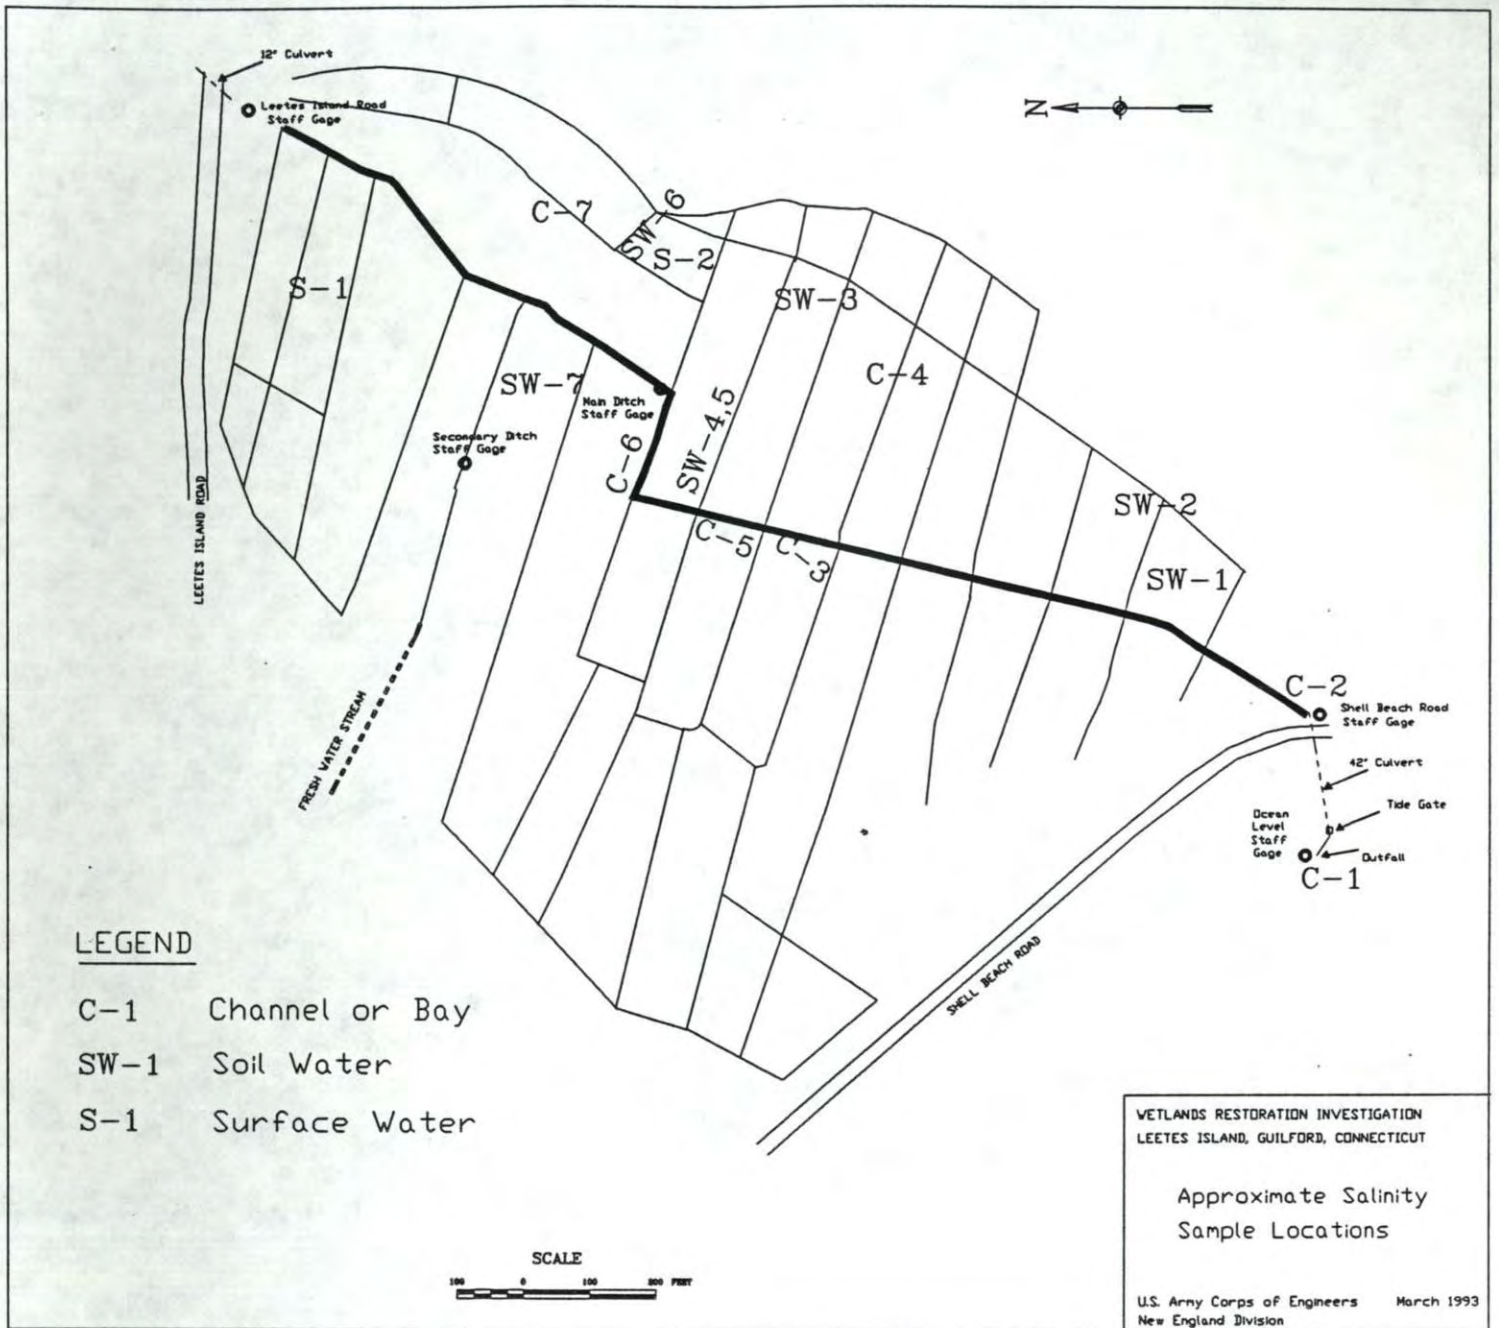 12" Culvert
Leetes Island Road
Staff Gage
N
C-7
SW-6
S-2
S-1
SW-3
C-4
SW-7
Main Ditch
Staff Gage
SW-4,5
Secondary Ditch
Staff Gage
C-6
C-5
C-3
SW-2
SW-1
LEETES ISLAND ROAD
FRESH WATER STREAM
C-2
Shell Beach Road
Staff Gage
42" Culvert
Tide Gate
Ocean
Level
Staff
Gage
Outfall
C-1
SHELL BEACH ROAD
LEGEND
C-1 Channel or Bay
SW-1 Soil Water
S-1 Surface Water
SCALE
100 0 100 200 FEET
WETLANDS RESTORATION INVESTIGATION
LEETES ISLAND, GUILFORD, CONNECTICUT
Approximate Salinity
Sample Locations
U.S. Army Corps of Engineers March 1993
New England Division